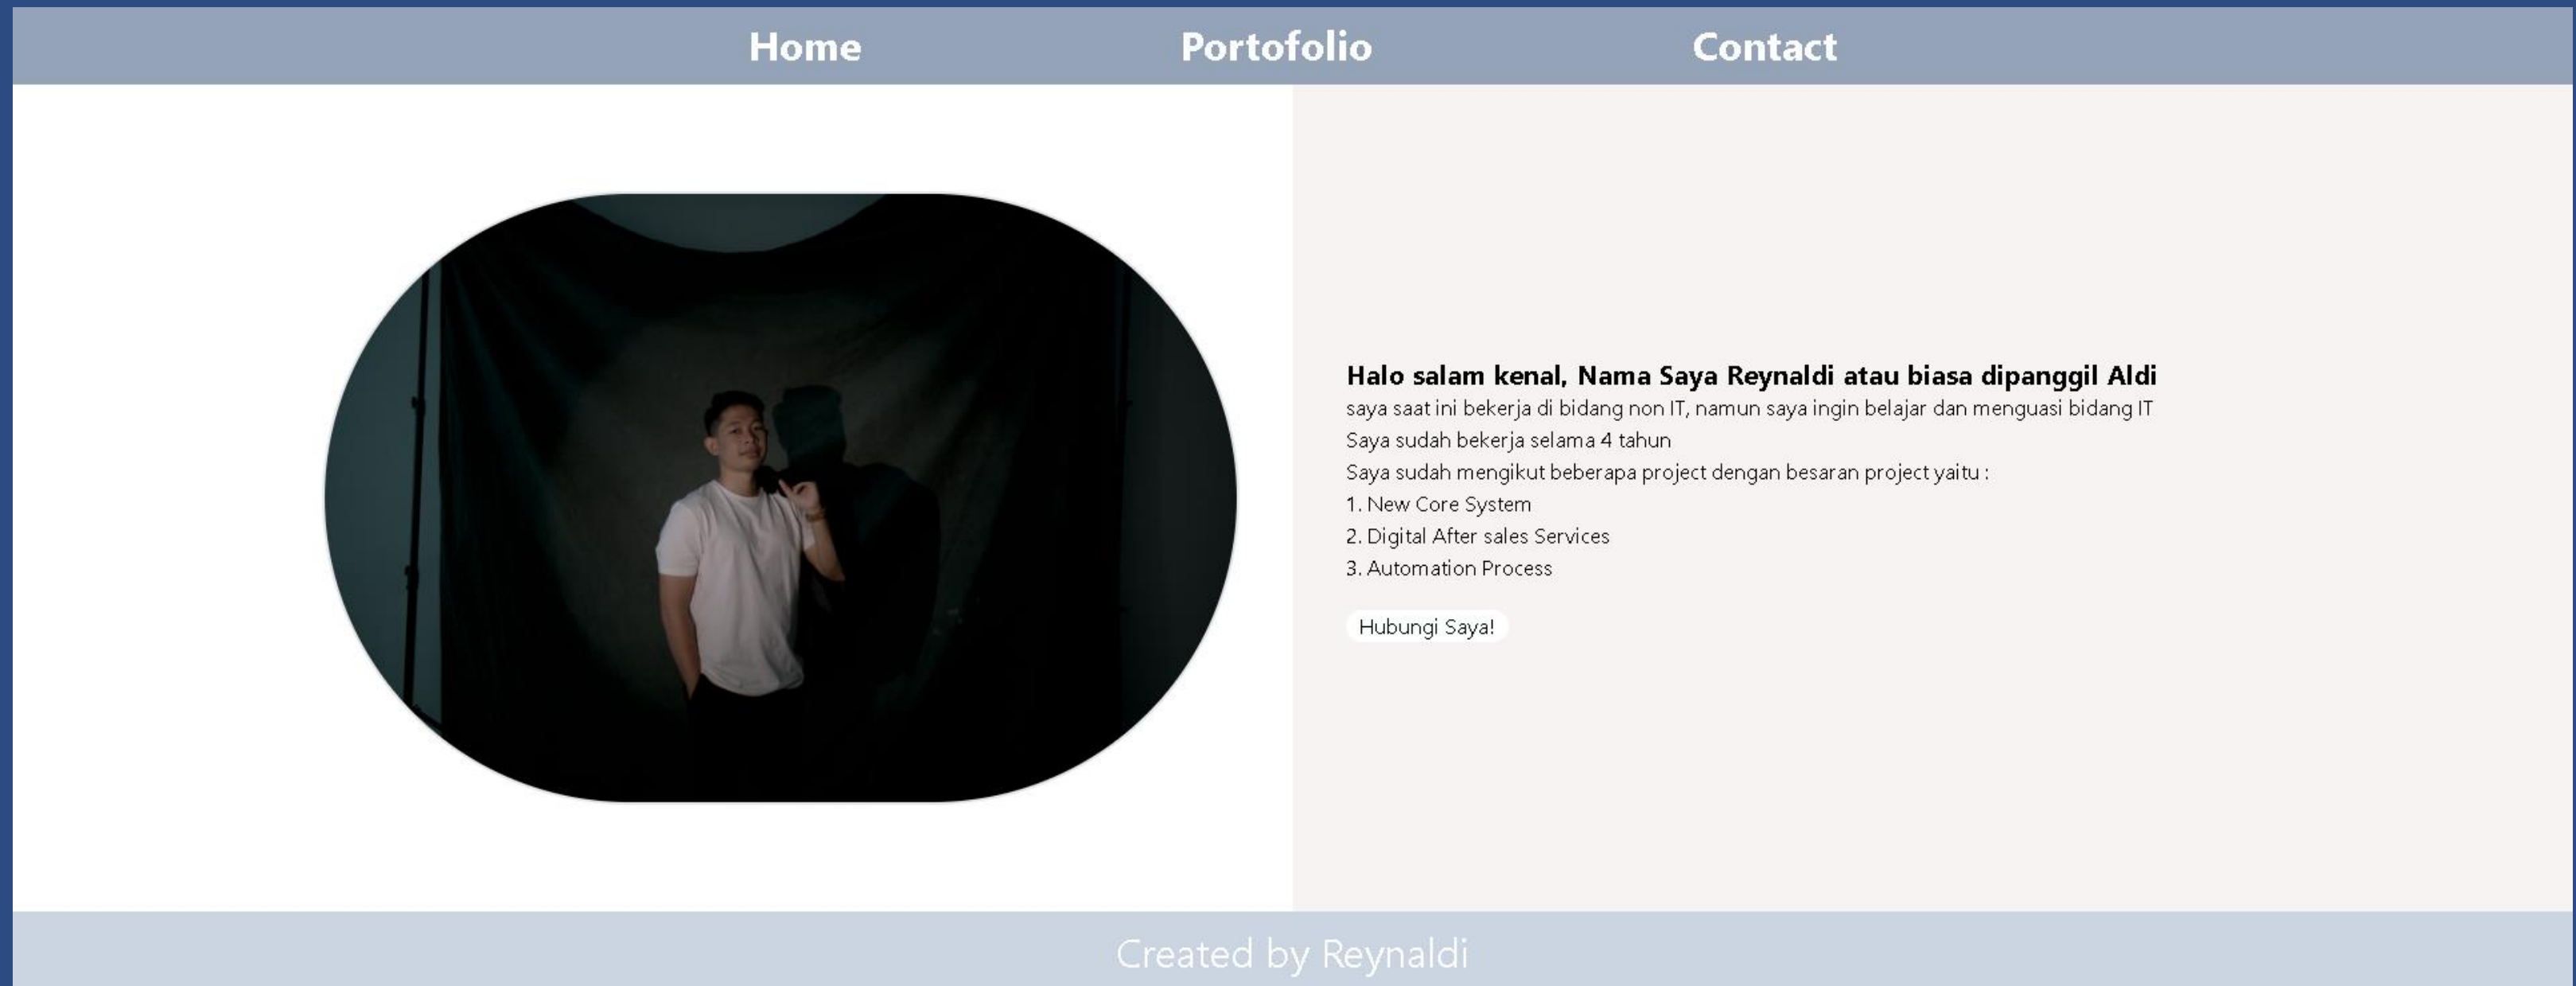 Home
Portofolio
Contact
Halo salam kenal, Nama Saya Reynaldi atau biasa dipanggil Aldi
saya saat ini bekerja di bidang non IT, namun saya ingin belajar dan menguasi bidang IT
Saya sudah bekerja selama 4 tahun
Saya sudah mengikut beberapa project dengan besaran project yaitu :
1. New Core System
2. Digital After sales Services
3. Automation Process
Hubungi Saya!
Created by Reynaldi